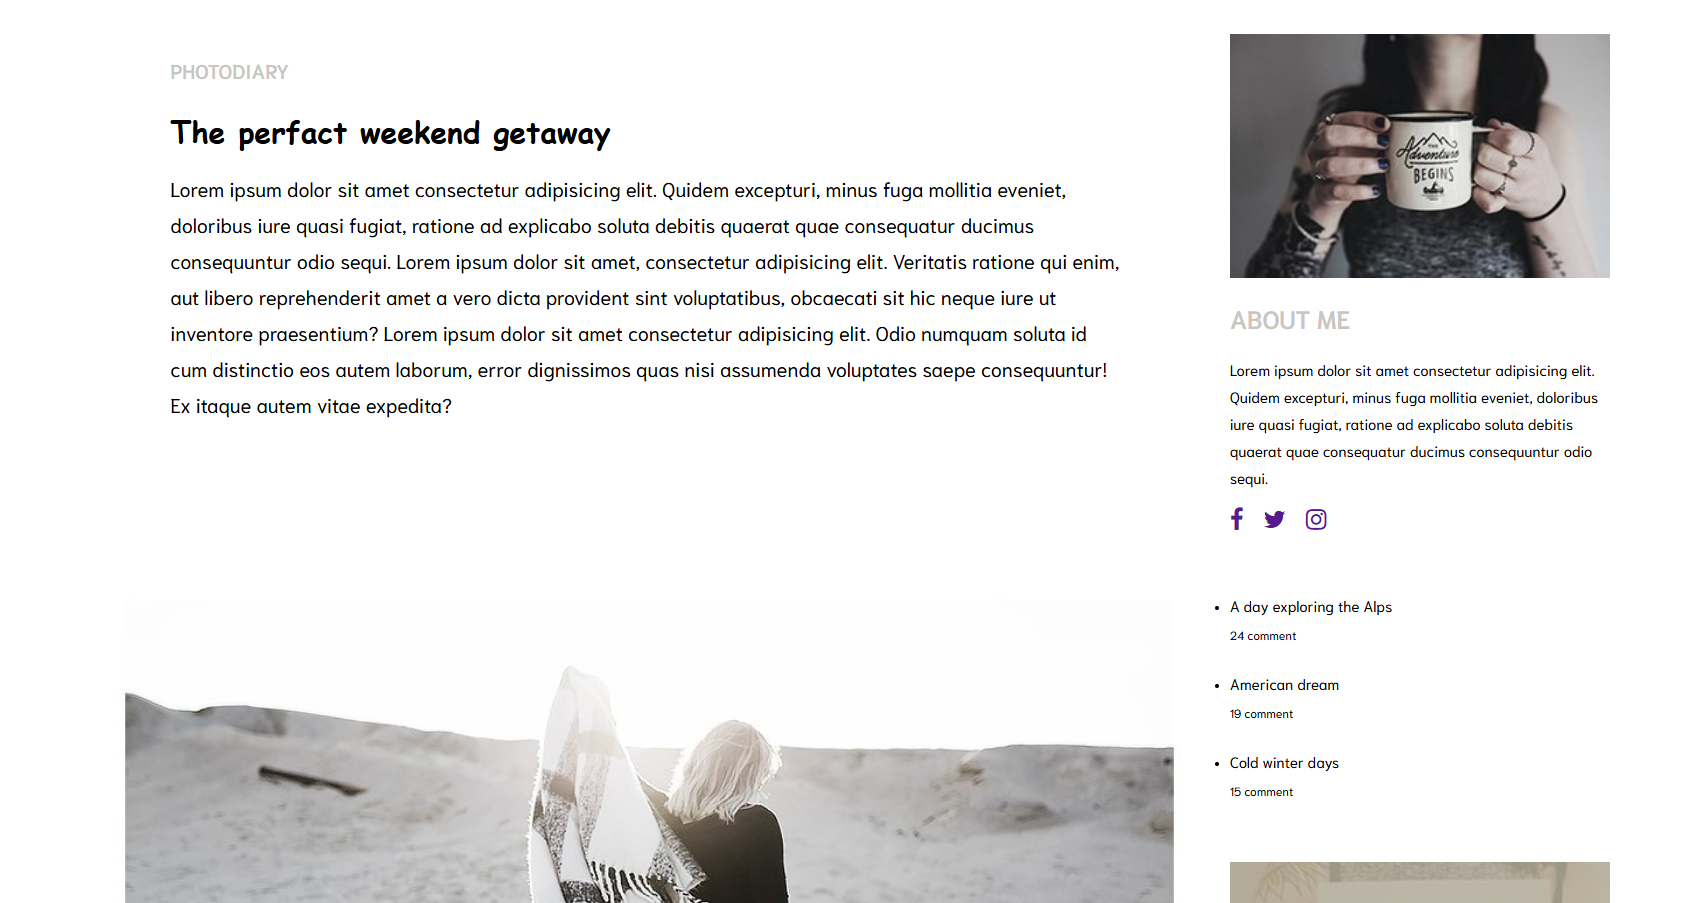 PHOTODIARY
The perfact weekend getaway
Lorem ipsum dolor sit amet consectetur adipisicing elit. Quidem excepturi, minus fuga mollitia eveniet,
doloribus iure quasi fugiat, ratione ad explicabo soluta debitis quaerat quae consequatur ducimus
consequuntur odio sequi. Lorem ipsum dolor sit amet, consectetur adipisicing elit. Veritatis ratione qui enim,
aut libero reprehenderit amet a vero dicta provident sint voluptatibus, obcaecati sit hic neque iure ut
inventore praesentium? Lorem ipsum dolor sit amet consectetur adipisicing elit. Odio numquam soluta id
cum distinctio eos autem laborum, error dignissimos quas nisi assumenda voluptates saepe consequuntur!
Ex itaque autem vitae expedita?
THE
Adventure
BEGINS
ABOUT ME
Lorem ipsum dolor sit amet consectetur adipisicing elit.
Quidem excepturi, minus fuga mollitia eveniet, doloribus
iure quasi fugiat, ratione ad explicabo soluta debitis
quaerat quae consequatur ducimus consequuntur odio
sequi.
A day exploring the Alps
24 comment
American dream
19 comment
Cold winter days
15 comment